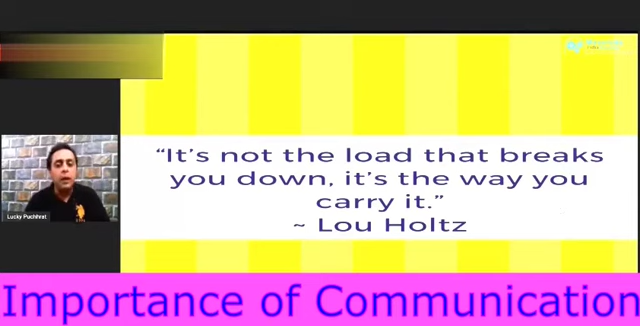 “It's not the load that breaks
you down, it's the way you
carry it.”
~ Lou Holtz
Lucky Puchhrat
Importance of Communication